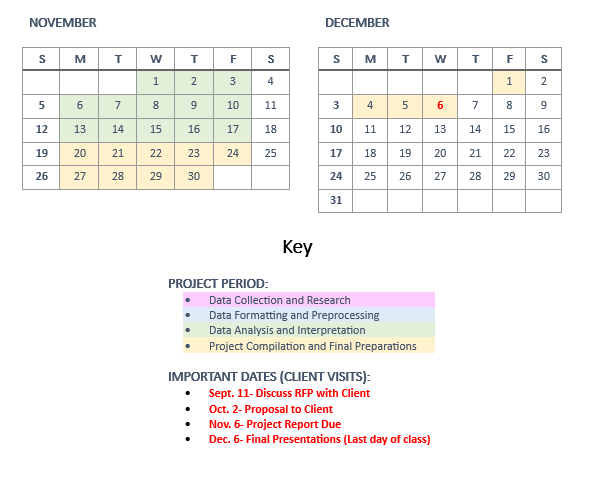 NOVEMBER DECEMBER
S M T W T F S S M T W T F S
1 2 3 4 1 2
5 6 7 8 9 10 11 3 4 5 6 7 8 9
12 13 14 15 16 17 18 10 11 12 13 14 15 16
19 20 21 22 23 24 25 17 18 19 20 21 22 23
26 27 28 29 30 24 25 26 27 28 29 30
31
Key
PROJECT PERIOD:
• Data Collection and Research
• Data Formatting and Preprocessing
• Data Analysis and Interpretation
• Project Compilation and Final Preparations
IMPORTANT DATES (CLIENT VISITS):
• Sept. 11- Discuss RFP with Client
• Oct. 2- Proposal to Client
• Nov. 6- Project Report Due
• Dec. 6- Final Presentations (Last day of class)